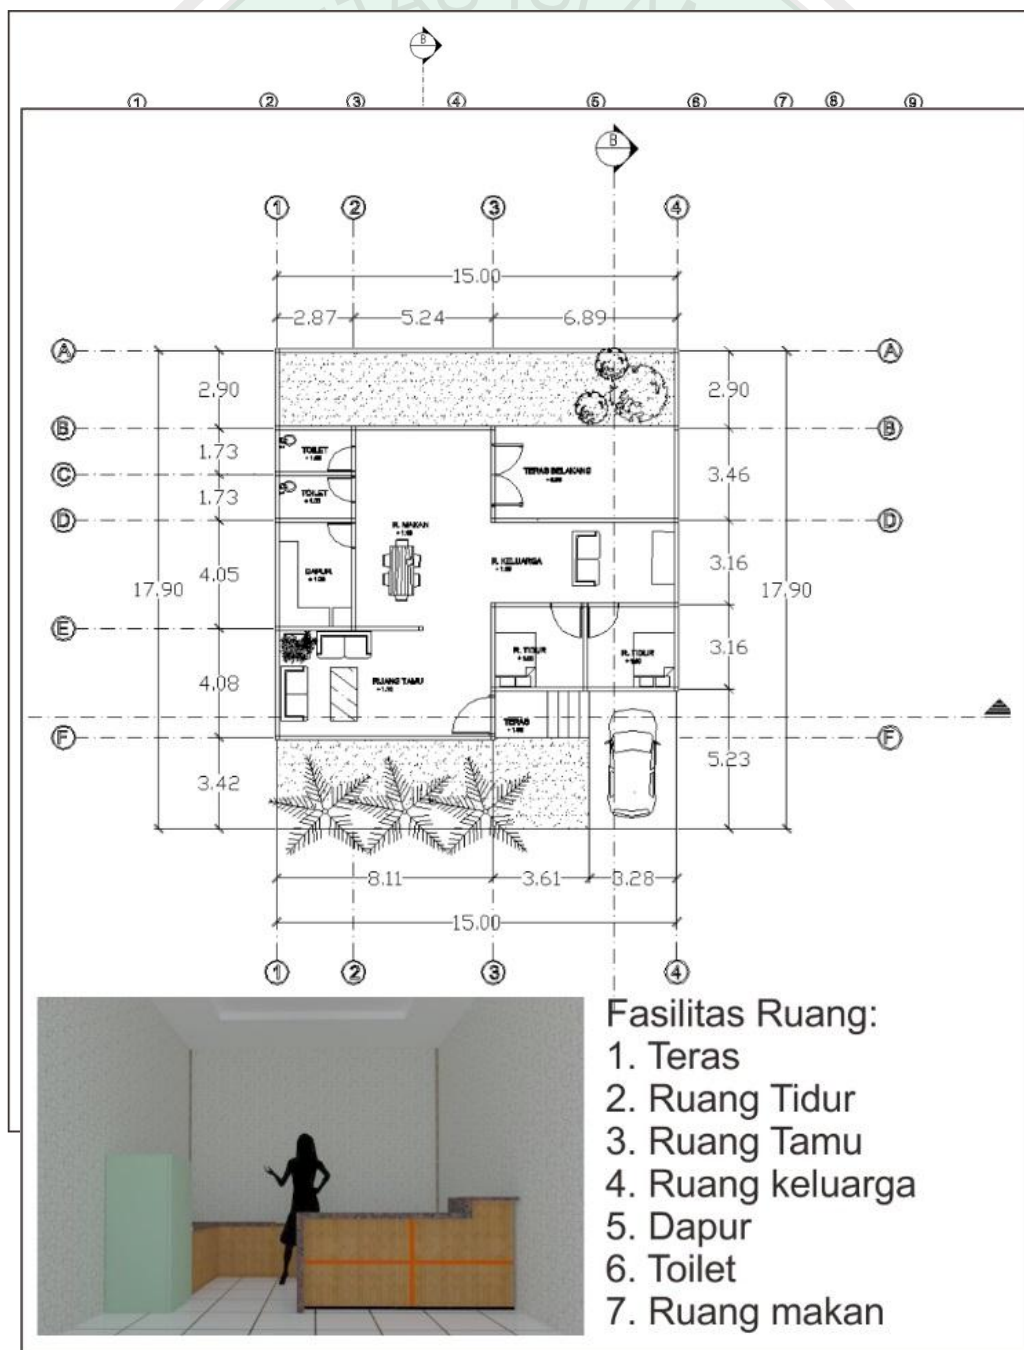 B
1 2 3 4 5 6 7 8 9
B
1 2 3 4
15.00
2.87 5.24 6.89
A A
2.90 2.90
B B
1.73 TOILET TERAS BELAKANG 3.46
C
1.73 TOILET
D D
R. MAKAN
4.05 DAPUR R. KELUARGA 3.16
17.90 17.90
E
R. TIDUR R. TIDUR 3.16
4.08 RUANG TAMU
TERAS
F F
5.23
3.42
8.11 3.61 3.28
15.00
1 2 3 4
Fasilitas Ruang:
1. Teras
2. Ruang Tidur
3. Ruang Tamu
4. Ruang keluarga
5. Dapur
6. Toilet
7. Ruang makan